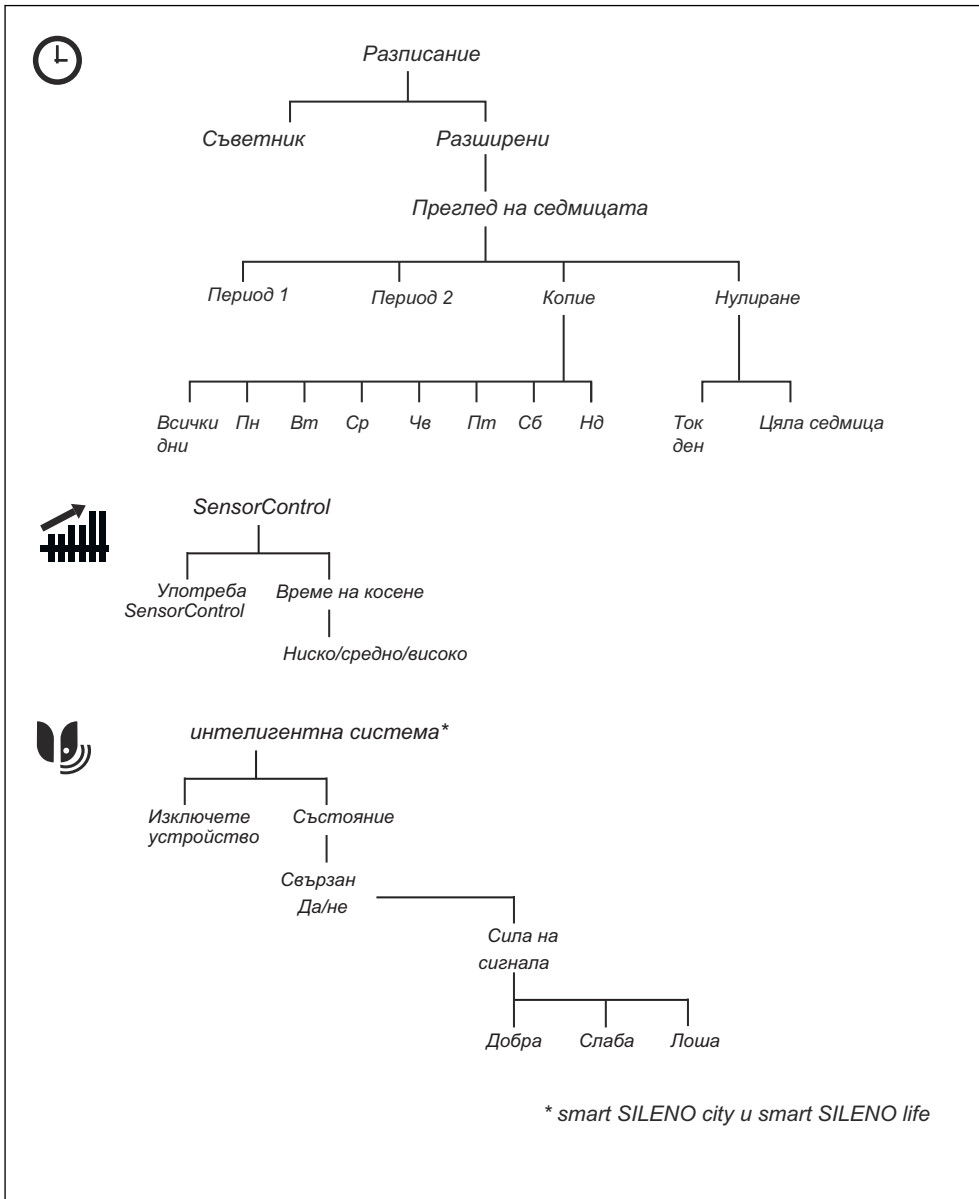 Разписание
Съветник Разширени
Преглед на седмицата
Период 1 Период 2 Копие Нулиране
Всички Пн Вт Ср Чв Пт Сб Нд Ток Цяла седмица
дни ден
SensorControl
Употреба Време на косене
SensorControl
Ниско/средно/високо
интелигентна система*
Изключете Състояние
устройство
Свързан
Да/не
Сила на
сигнала
Добра Слаба Лоша
* smart SILENO city и smart SILENO life